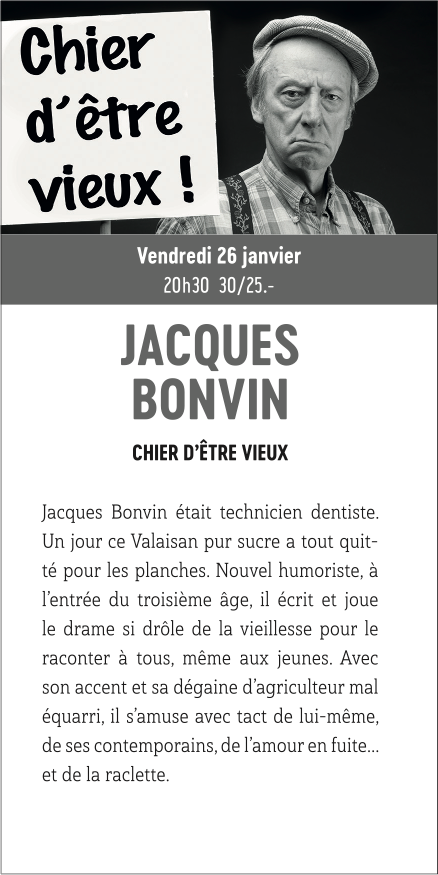 Chier
d'être
vieux !
Vendredi 26 janvier
20h30 30/25.-
JACQUES
BONVIN
CHIER D'ÊTRE VIEUX
Jacques Bonvin était technicien dentiste.
Un jour ce Valaisan pur sucre a tout quit-
té pour les planches. Nouvel humoriste, à
l'entrée du troisième âge, il écrit et joue
le drame si drôle de la vieillesse pour le
raconter à tous, même aux jeunes. Avec
son accent et sa dégaine d'agriculteur mal
équarri, il s'amuse avec tact de lui-même,
de ses contemporains, de l'amour en fuite...
et de la raclette.